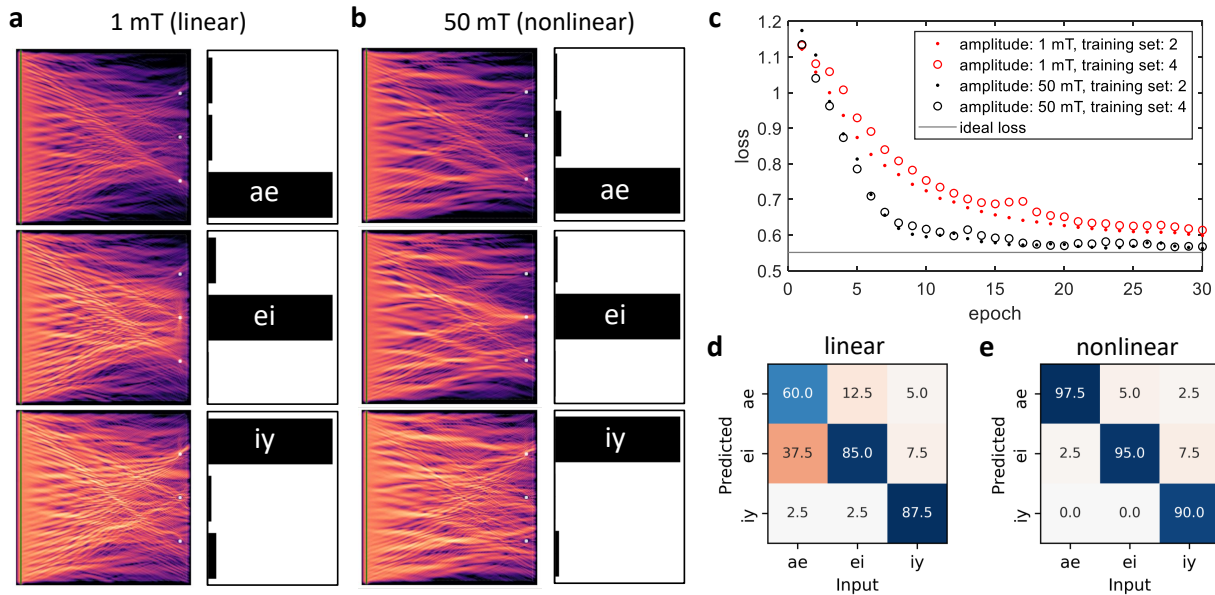 a
1 mT (linear)
ae
ei
iy
b
50 mT (nonlinear)
ae
ei
iy
c
1.2
1.1
1
0.9
0.8
0.7
0.6
0.5
loss
0
5
10
15
20
25
30
epoch
amplitude: 1 mT, training set: 2
amplitude: 1 mT, training set: 4
amplitude: 50 mT, training set: 2
amplitude: 50 mT, training set: 4
ideal loss
d
linear
Predicted
ae
60.0 12.5 5.0
ei
37.5 85.0 7.5
iy
2.5 2.5 87.5
ae ei iy
Input
e
nonlinear
Predicted
ae
97.5 5.0 2.5
ei
2.5 95.0 7.5
iy
0.0 0.0 90.0
ae ei iy
Input